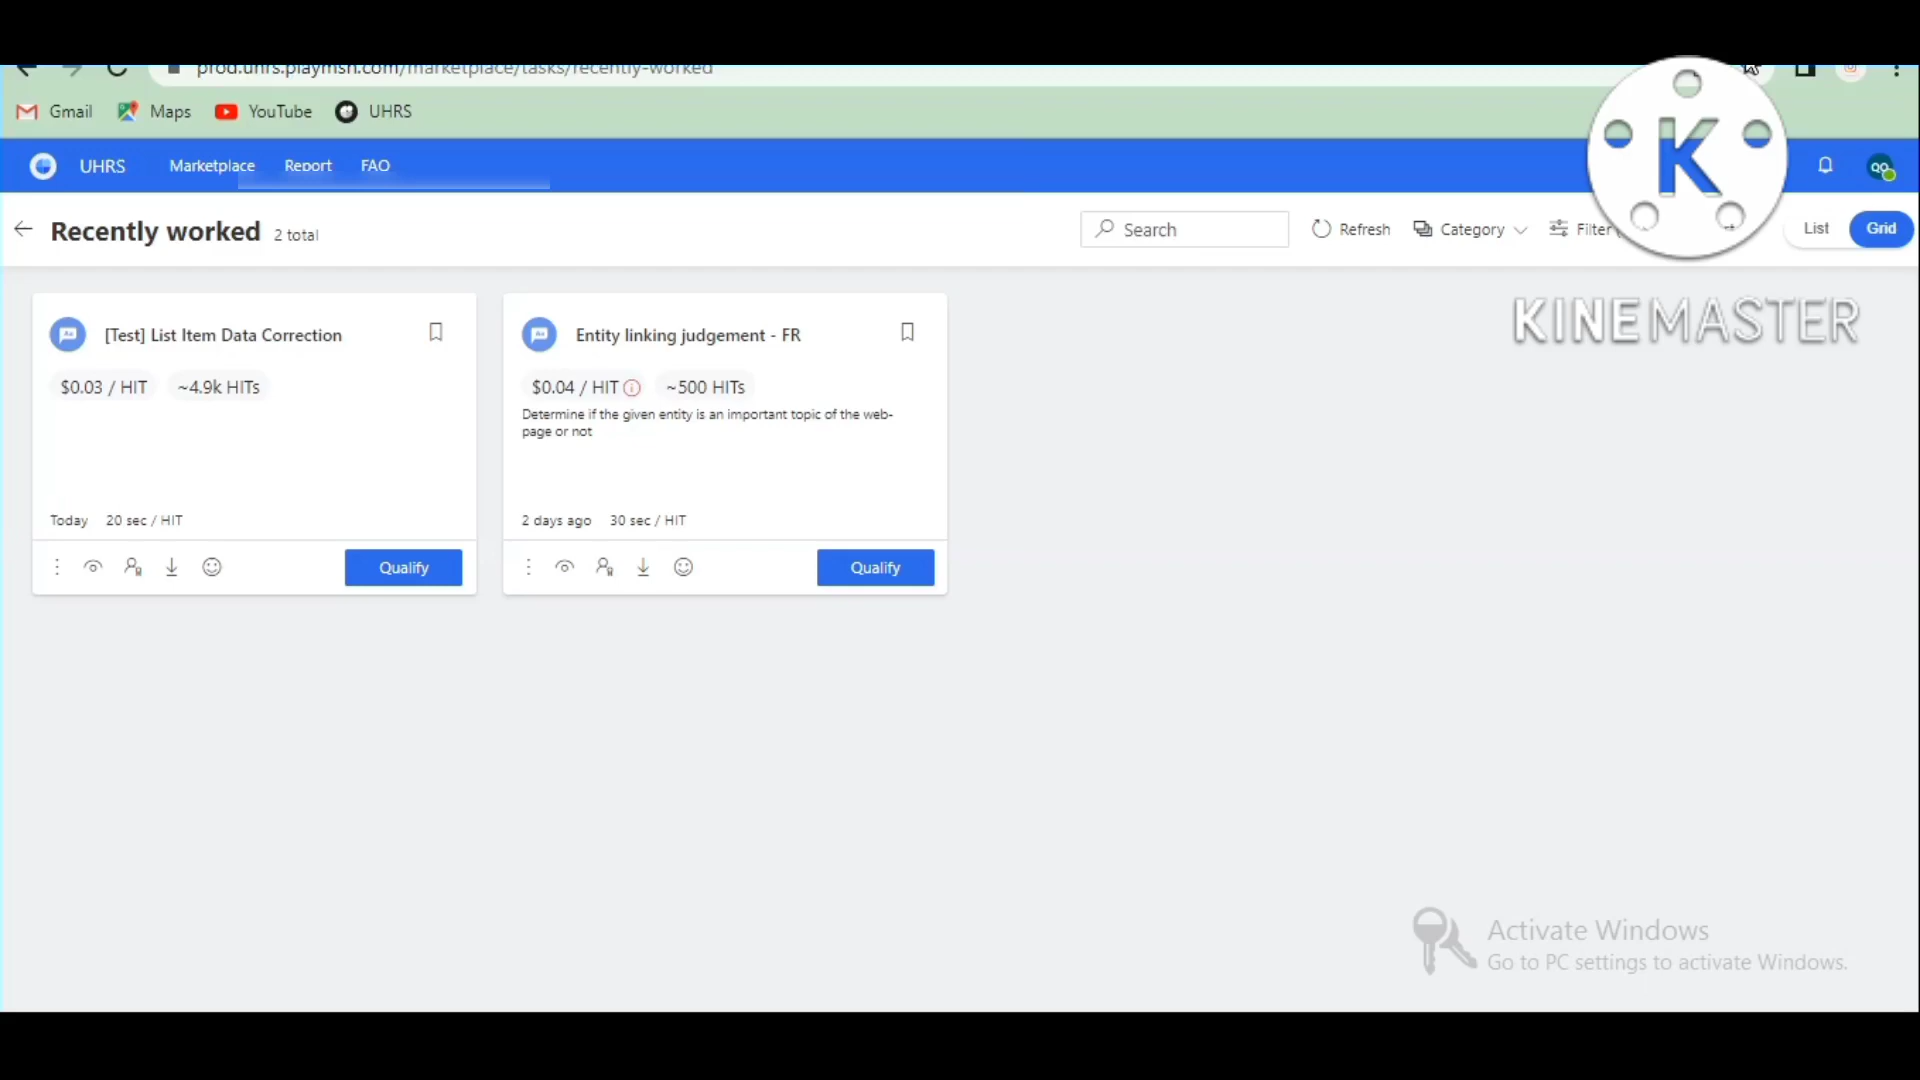 prod.uhrs.playmsn.com/marketplace/tasks/recently-worked
Gmail Maps YouTube UHRS
UHRS Marketplace Report FAQ
K
QO
Recently worked 2 total
Search Refresh Category Filter List Grid
KINEMASTER
[Test] List Item Data Correction
$0.03 / HIT ~4.9k HITs
Today 20 sec / HIT
Qualify
Entity linking judgement - FR
$0.04 / HIT ~500 HITs
Determine if the given entity is an important topic of the web-
page or not
2 days ago 30 sec / HIT
Qualify
Activate Windows
Go to PC settings to activate Windows.